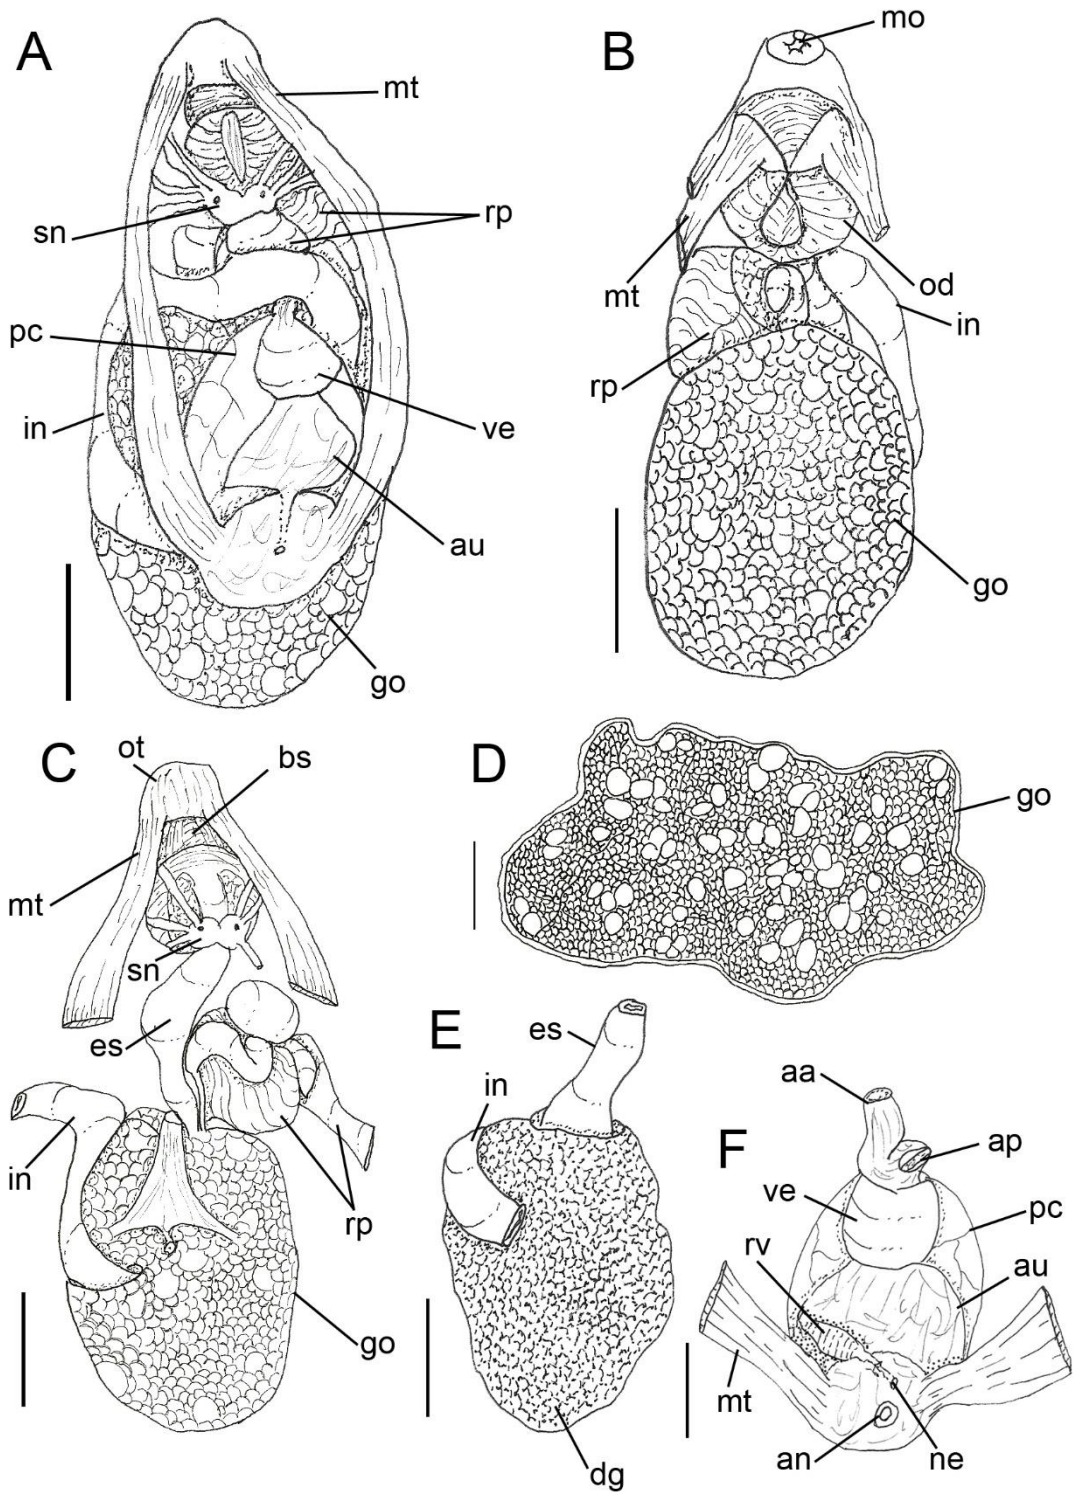 A
mt
sn
rp
pc
in
ve
au
go
B
mo
mt
od
in
rp
go
C
ot
bs
mt
sn
es
in
rp
go
D
go
E
es
in
dg
F
aa
ap
ve
pc
rv
au
mt
an
ne